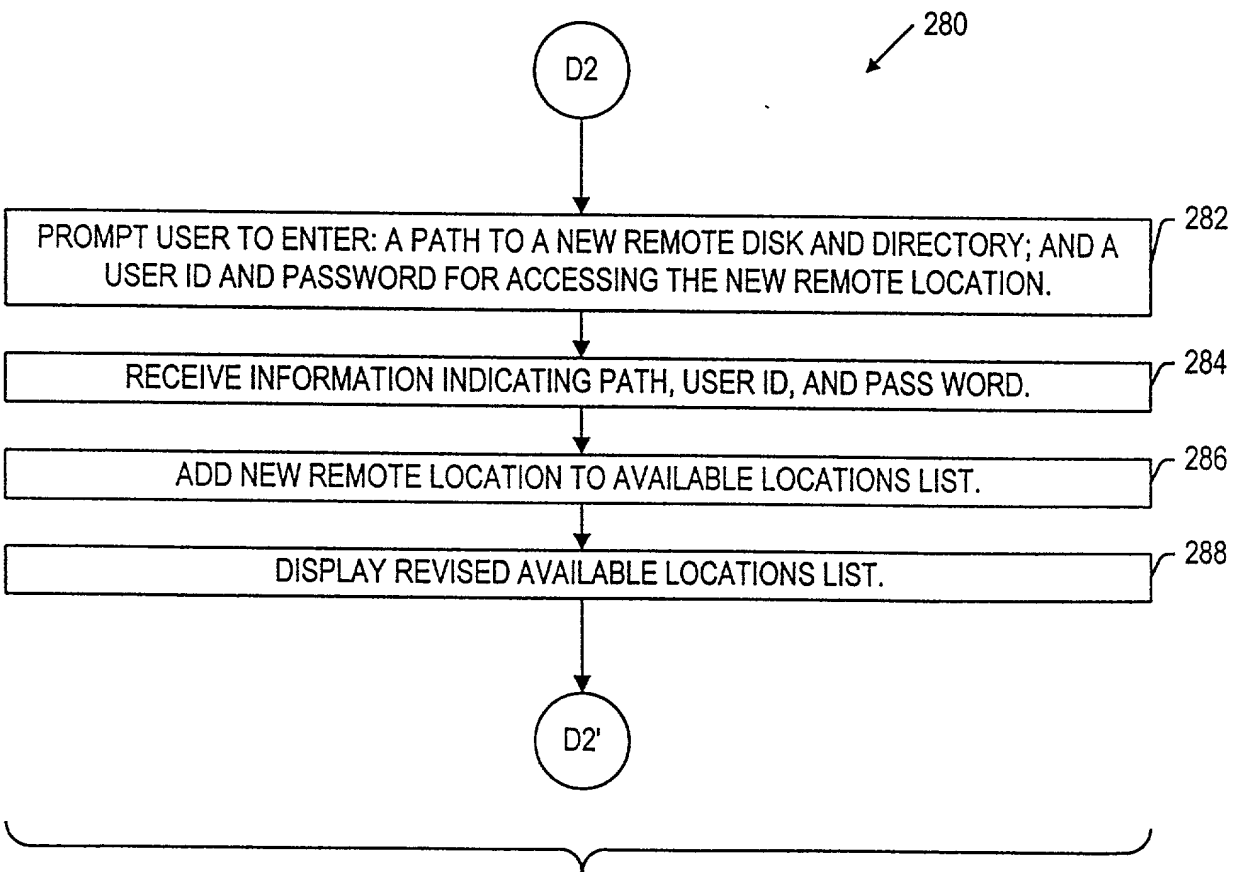 280
D2
282
PROMPT USER TO ENTER: A PATH TO A NEW REMOTE DISK AND DIRECTORY; AND A
USER ID AND PASSWORD FOR ACCESSING THE NEW REMOTE LOCATION.
284
RECEIVE INFORMATION INDICATING PATH, USER ID, AND PASS WORD.
286
ADD NEW REMOTE LOCATION TO AVAILABLE LOCATIONS LIST.
288
DISPLAY REVISED AVAILABLE LOCATIONS LIST.
D2'